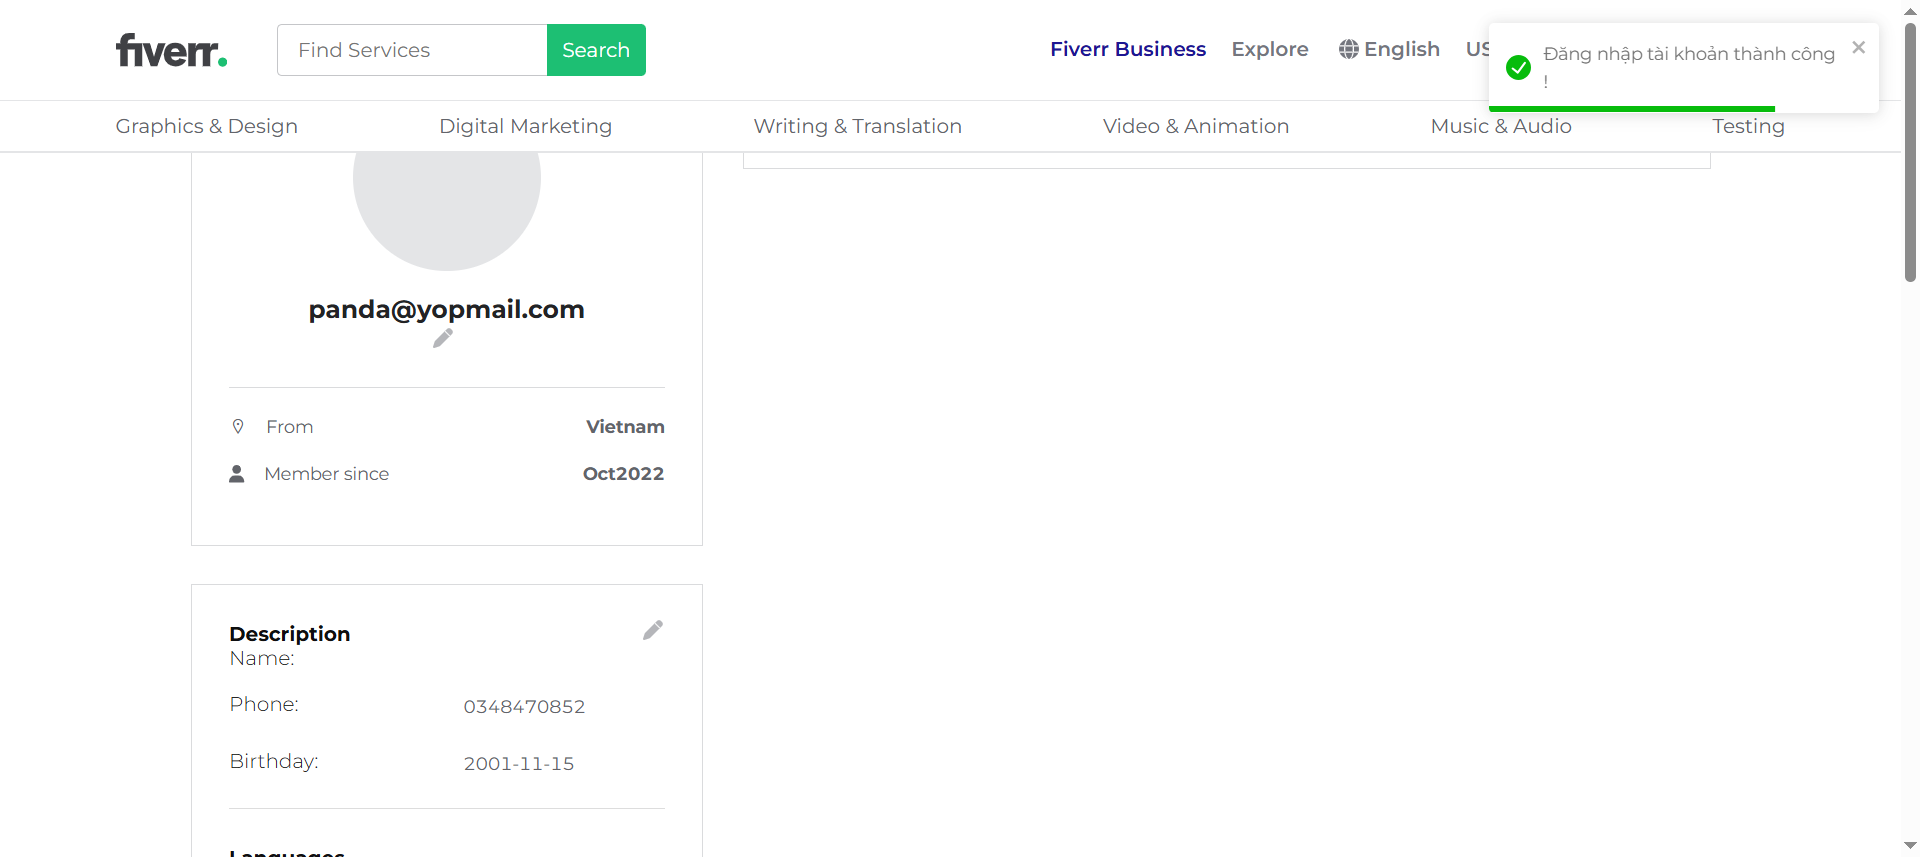 fiverr.
Find Services
Search
Fiverr Business
Explore
English
US
Đăng nhập tài khoản thành công
!
Graphics & Design
Digital Marketing
Writing & Translation
Video & Animation
Music & Audio
Testing
panda@yopmail.com
From
Vietnam
Member since
Oct2022
Description
Name:
Phone:
0348470852
Birthday:
2001-11-15
Languages